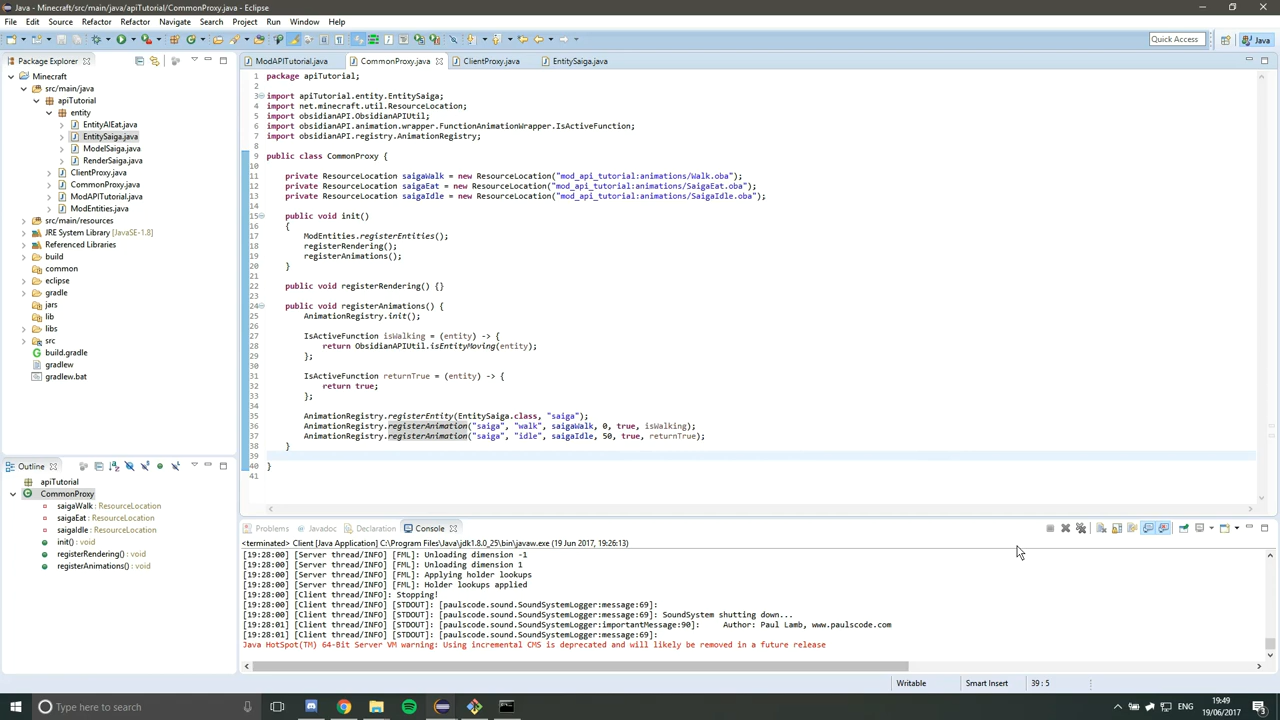 Java - Minecraft/src/main/java/apiTutorial/CommonProxy.java - Eclipse
File Edit Source Refactor Refactor Navigate Search Project Run Window Help
Quick Access Java
Package Explorer
Minecraft
src/main/java
apiTutorial
entity
EntityAIEat.java
EntitySaiga.java
ModelSaiga.java
RenderSaiga.java
ClientProxy.java
CommonProxy.java
ModAPITutorial.java
ModEntities.java
src/main/resources
JRE System Library [JavaSE-1.8]
Referenced Libraries
build
common
eclipse
gradle
jars
lib
libs
src
build.gradle
gradlew
gradlew.bat
Outline
apiTutorial
CommonProxy
saigaWalk : ResourceLocation
saigaEat : ResourceLocation
saigaIdle : ResourceLocation
init() : void
registerRendering() : void
registerAnimations() : void
ModAPITutorial.java CommonProxy.java ClientProxy.java EntitySaiga.java
1 package apiTutorial;
2
3 import apiTutorial.entity.EntitySaiga;
4 import net.minecraft.util.ResourceLocation;
5 import obsidianAPI.ObsidianAPIUtil;
6 import obsidianAPI.animation.wrapper.FunctionAnimationWrapper.IsActiveFunction;
7 import obsidianAPI.registry.AnimationRegistry;
8
9 public class CommonProxy {
10
11 private ResourceLocation saigaWalk = new ResourceLocation("mod_api_tutorial:animations/Walk.oba");
12 private ResourceLocation saigaEat = new ResourceLocation("mod_api_tutorial:animations/SaigaEat.oba");
13 private ResourceLocation saigaIdle = new ResourceLocation("mod_api_tutorial:animations/SaigaIdle.oba");
14
15 public void init()
16 {
17 ModEntities.registerEntities();
18 registerRendering();
19 registerAnimations();
20 }
21
22 public void registerRendering() {}
23
24 public void registerAnimations() {
25 AnimationRegistry.init();
26
27 IsActiveFunction isWalking = (entity) -> {
28 return ObsidianAPIUtil.isEntityMoving(entity);
29 };
30
31 IsActiveFunction returnTrue = (entity) -> {
32 return true;
33 };
34
35 AnimationRegistry.registerEntity(EntitySaiga.class, "saiga");
36 AnimationRegistry.registerAnimation("saiga", "walk", saigaWalk, 0, true, isWalking);
37 AnimationRegistry.registerAnimation("saiga", "idle", saigaIdle, 50, true, returnTrue);
38 }
39
40 }
41
Problems Javadoc Declaration Console
<terminated> Client [Java Application] C:\Program Files\Java\jdk1.8.0_25\bin\javaw.exe (19 Jun 2017, 19:26:13)
[19:28:00] [Server thread/INFO] [FML]: Unloading dimension -1
[19:28:00] [Server thread/INFO] [FML]: Unloading dimension 1
[19:28:00] [Server thread/INFO] [FML]: Applying holder lookups
[19:28:00] [Server thread/INFO] [FML]: Holder lookups applied
[19:28:00] [Client thread/INFO]: Stopping!
[19:28:00] [Client thread/INFO] [STDOUT]: [paulscode.sound.SoundSystemLogger:message:69]:
[19:28:00] [Client thread/INFO] [STDOUT]: [paulscode.sound.SoundSystemLogger:message:69]: SoundSystem shutting down...
[19:28:01] [Client thread/INFO] [STDOUT]: [paulscode.sound.SoundSystemLogger:importantMessage:90]: Author: Paul Lamb, www.paulscode.com
[19:28:01] [Client thread/INFO] [STDOUT]: [paulscode.sound.SoundSystemLogger:message:69]:
Java HotSpot(TM) 64-Bit Server VM warning: Using incremental CMS is deprecated and will likely be removed in a future release
Writable Smart Insert 39 : 5
Type here to search
ENG
19:49
19/06/2017
3